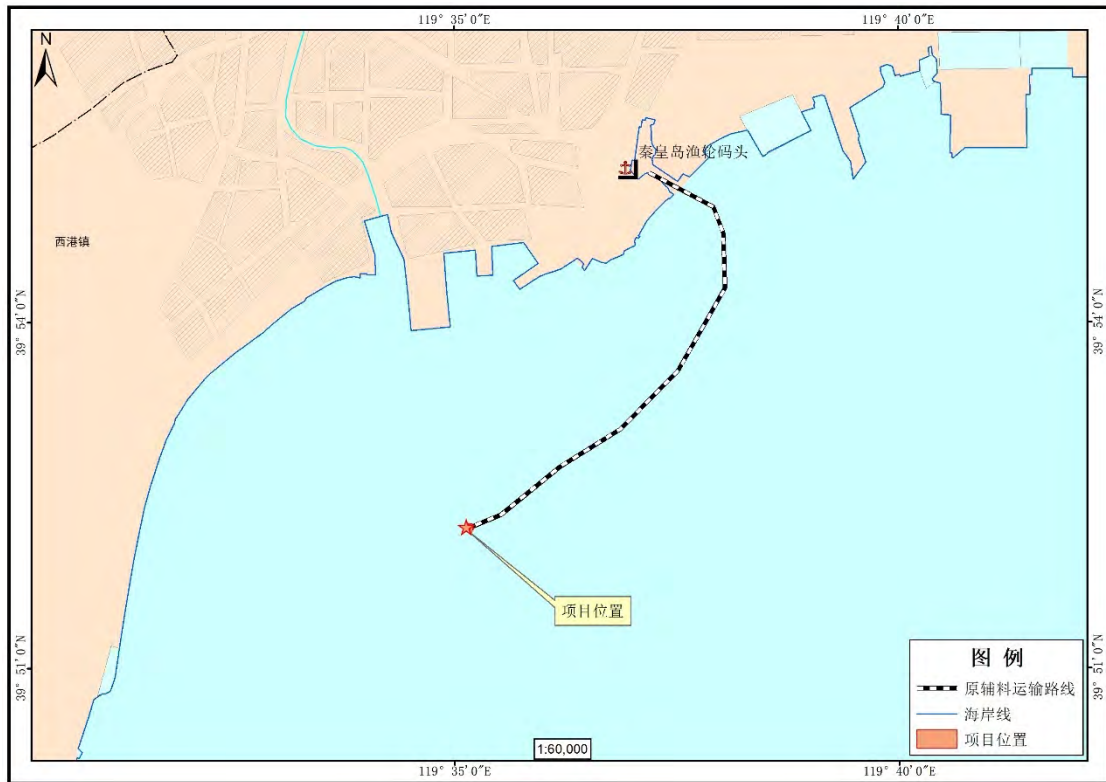 119° 35′0″E
119° 40′0″E
N
秦皇岛渔轮码头
西港镇
39° 54′0″N
39° 54′0″N
项目位置
39° 51′0″N
39° 51′0″N
图 例
原辅料运输路线
海岸线
项目位置
1:60,000
119° 35′0″E
119° 40′0″E